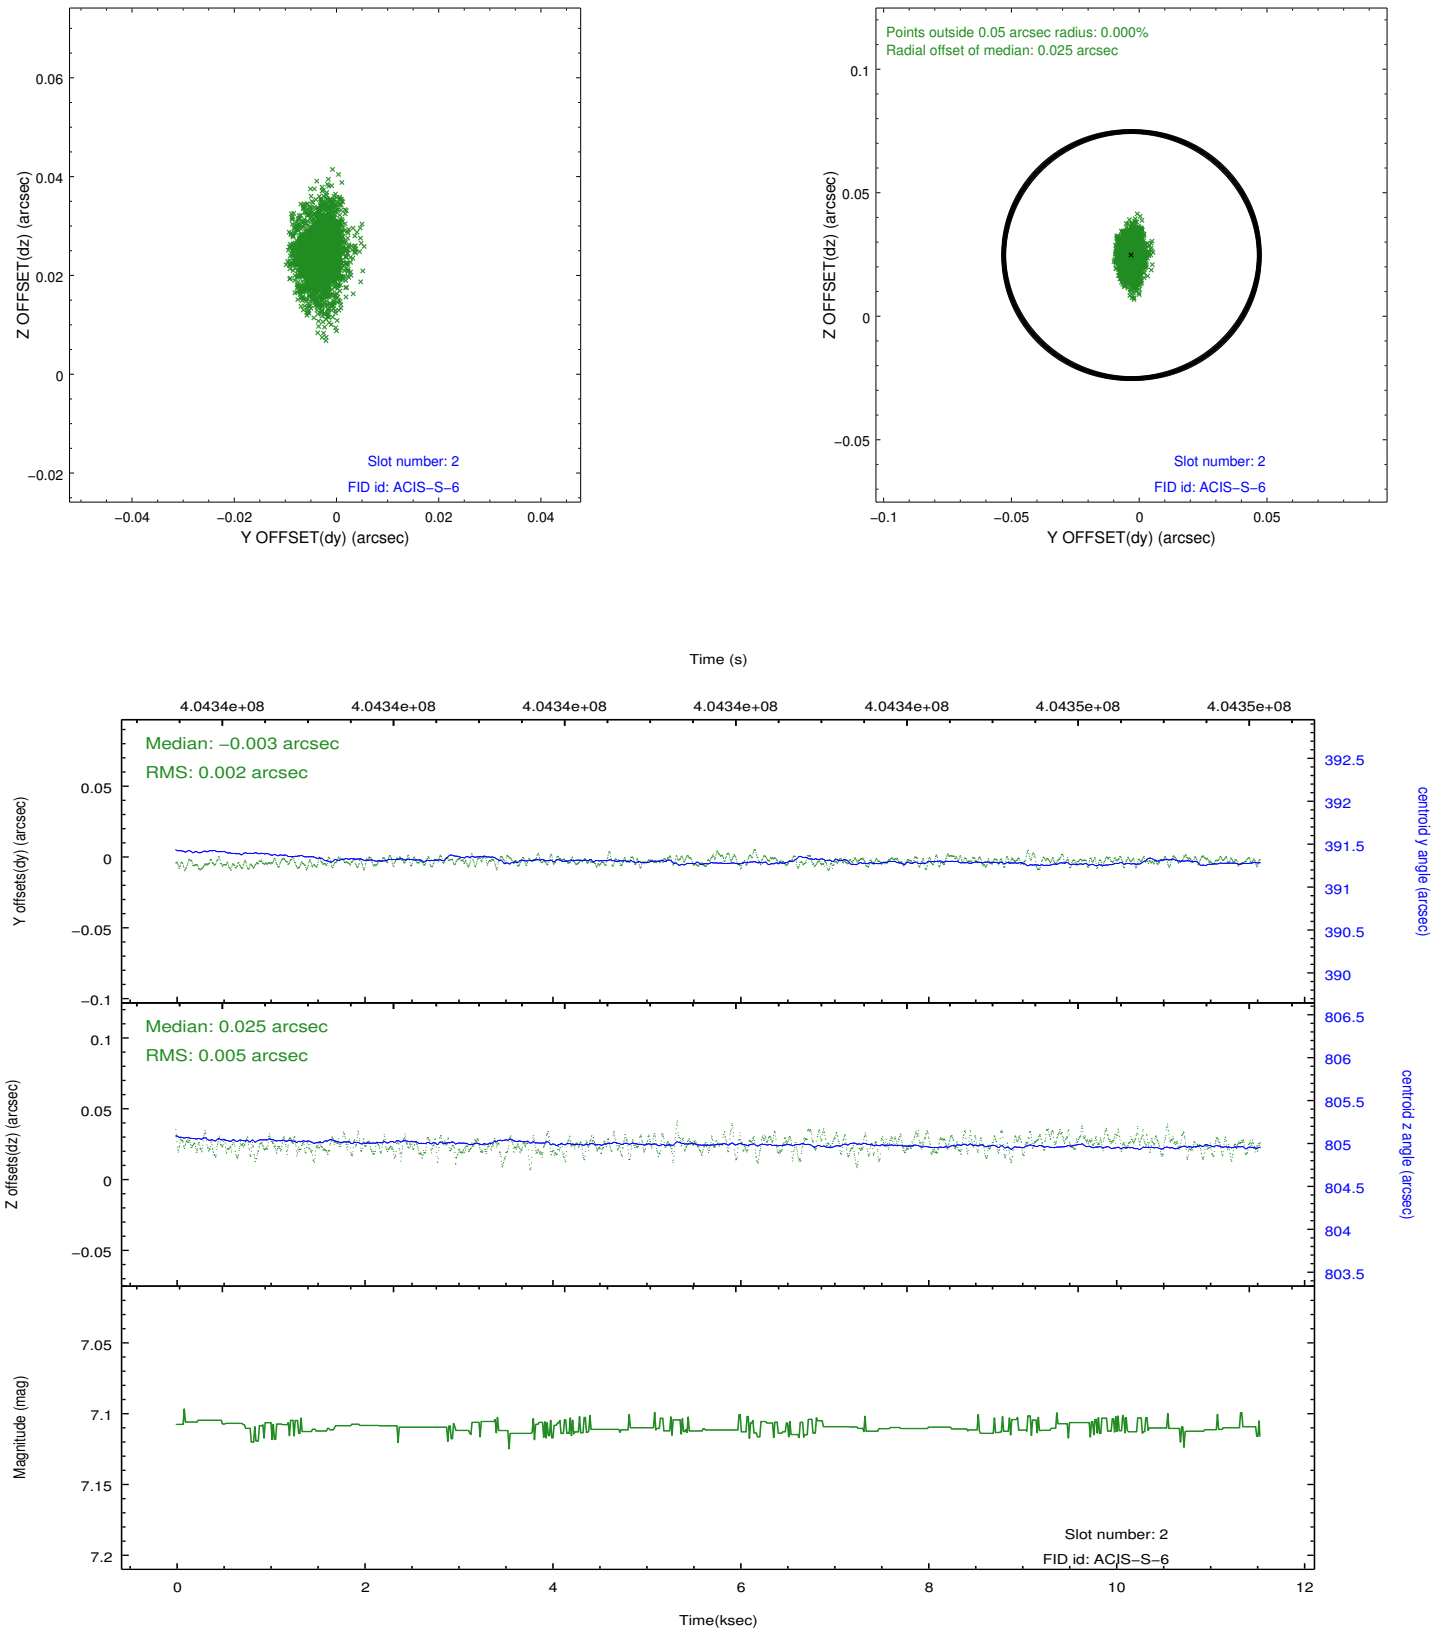 0.06
0.04
0.02
0
−0.02
Z OFFSET(dz) (arcsec)
Slot number: 2
FID id: ACIS−S−6
−0.04
−0.02
0
0.02
0.04
Y OFFSET(dy) (arcsec)
Points outside 0.05 arcsec radius: 0.000%
Radial offset of median: 0.025 arcsec
0.1
0.05
0
−0.05
Z OFFSET(dz) (arcsec)
Slot number: 2
FID id: ACIS−S−6
−0.1
−0.05
0
0.05
Y OFFSET(dy) (arcsec)
Time (s)
4.0434e+08
4.0434e+08
4.0434e+08
4.0434e+08
4.0434e+08
4.0435e+08
4.0435e+08
Median: −0.003 arcsec
RMS: 0.002 arcsec
0.05
0
−0.05
−0.1
Y offsets(dy) (arcsec)
392.5
392
391.5
391
390.5
390
centroid y angle (arcsec)
Median: 0.025 arcsec
RMS: 0.005 arcsec
0.1
0.05
0
−0.05
Z offsets(dz) (arcsec)
806.5
806
805.5
805
804.5
804
803.5
centroid z angle (arcsec)
7.05
7.1
7.15
7.2
Magnitude (mag)
Slot number: 2
FID id: ACIS−S−6
0
2
4
6
8
10
12
Time(ksec)